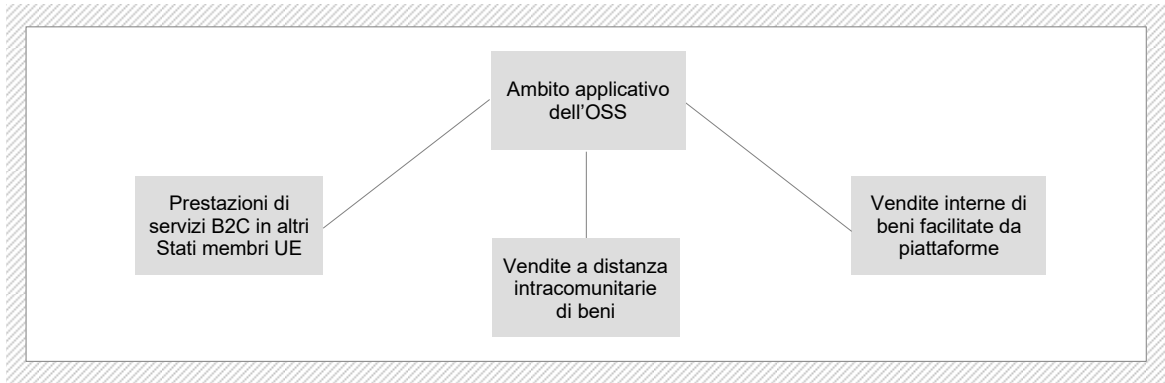 Ambito applicativo
dell’OSS
Prestazioni di
servizi B2C in altri
Stati membri UE
Vendite a distanza
intracomunitarie
di beni
Vendite interne di
beni facilitate da
piattaforme